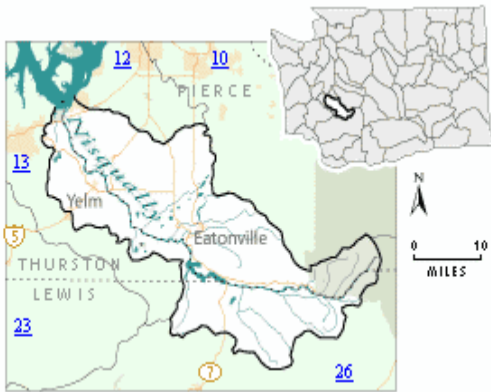 12
10
PIERCE
Nisqually
13
Yelm
N
5
Eatonville
0 10
MILES
THURSTON
LEWIS
23
7
26